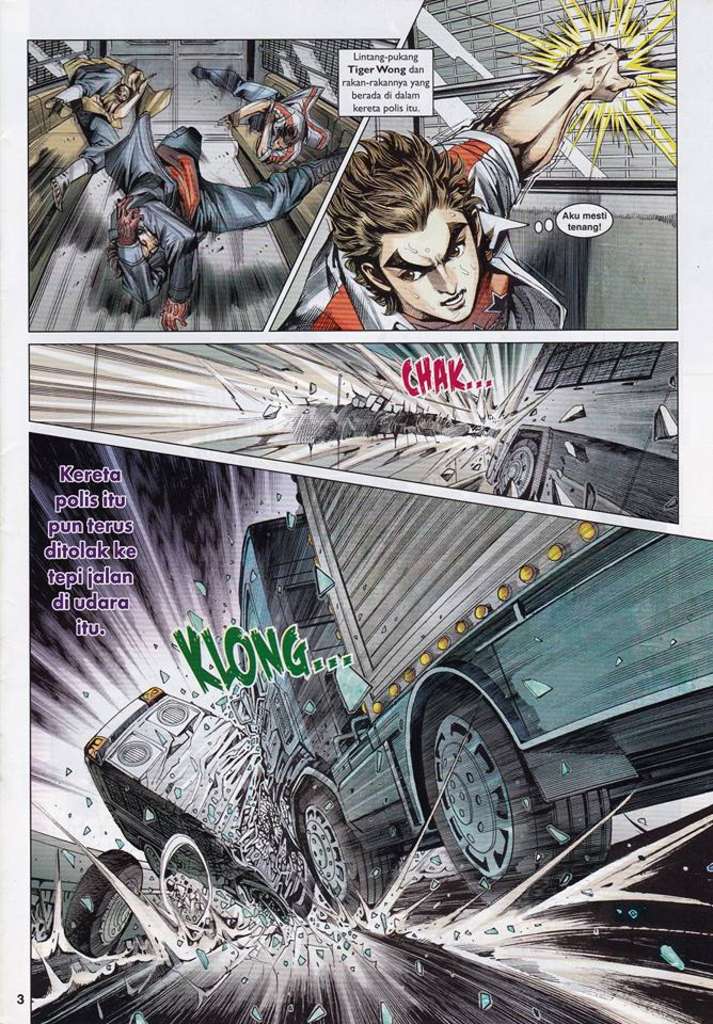 Lintang-pukang
Tiger Wong dan
rakan-rakannya yang
berada di dalam
kereta polis itu.
Aku mesti
tenang!
CHAK...
Kereta
polis itu
pun terus
ditolak ke
tepi jalan
di udara
itu.
KLONG...
3